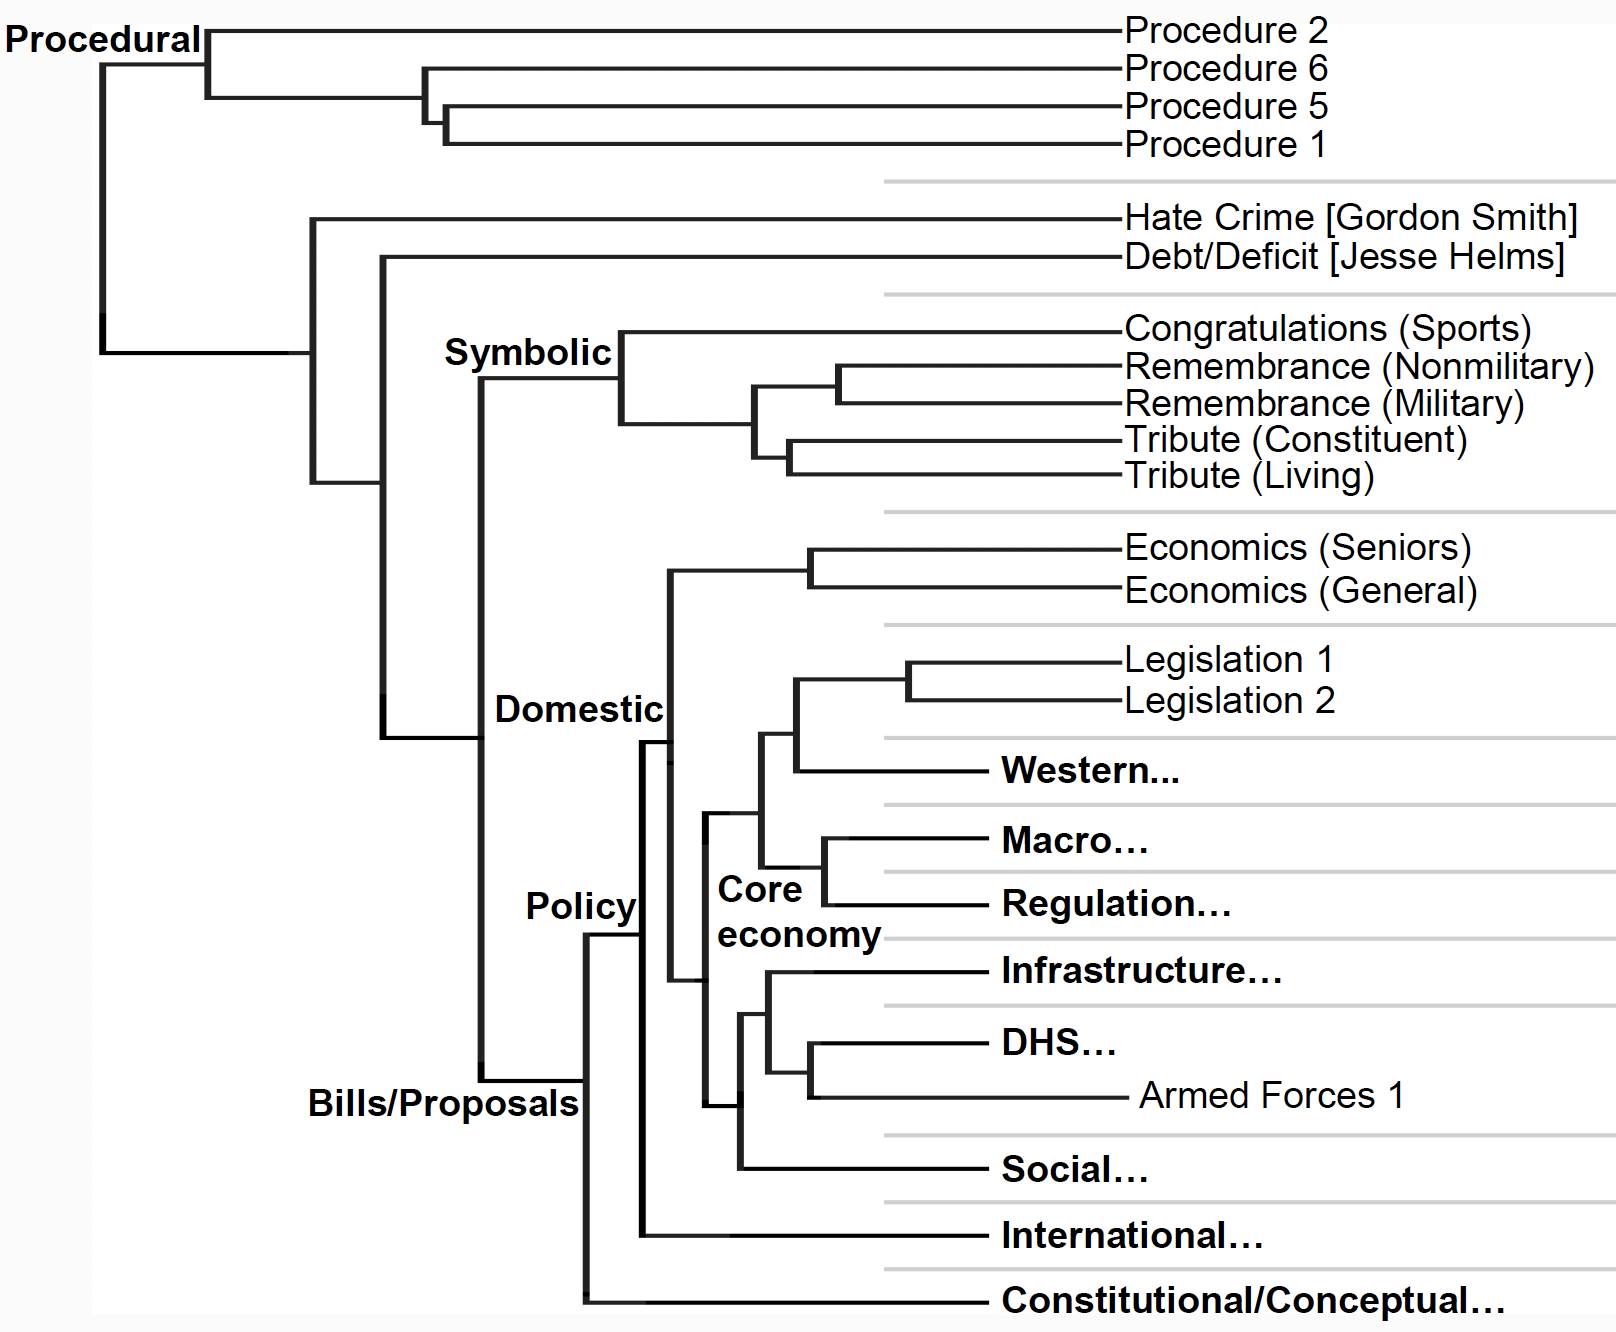 Procedural
Procedure 2
Procedure 6
Procedure 5
Procedure 1
Hate Crime [Gordon Smith]
Debt/Deficit [Jesse Helms]
Symbolic
Congratulations (Sports)
Remembrance (Nonmilitary)
Remembrance (Military)
Tribute (Constituent)
Tribute (Living)
Economics (Seniors)
Economics (General)
Domestic
Legislation 1
Legislation 2
Western...
Macro…
Policy
Core
economy
Regulation…
Infrastructure…
DHS…
Armed Forces 1
Bills/Proposals
Social…
International…
Constitutional/Conceptual…